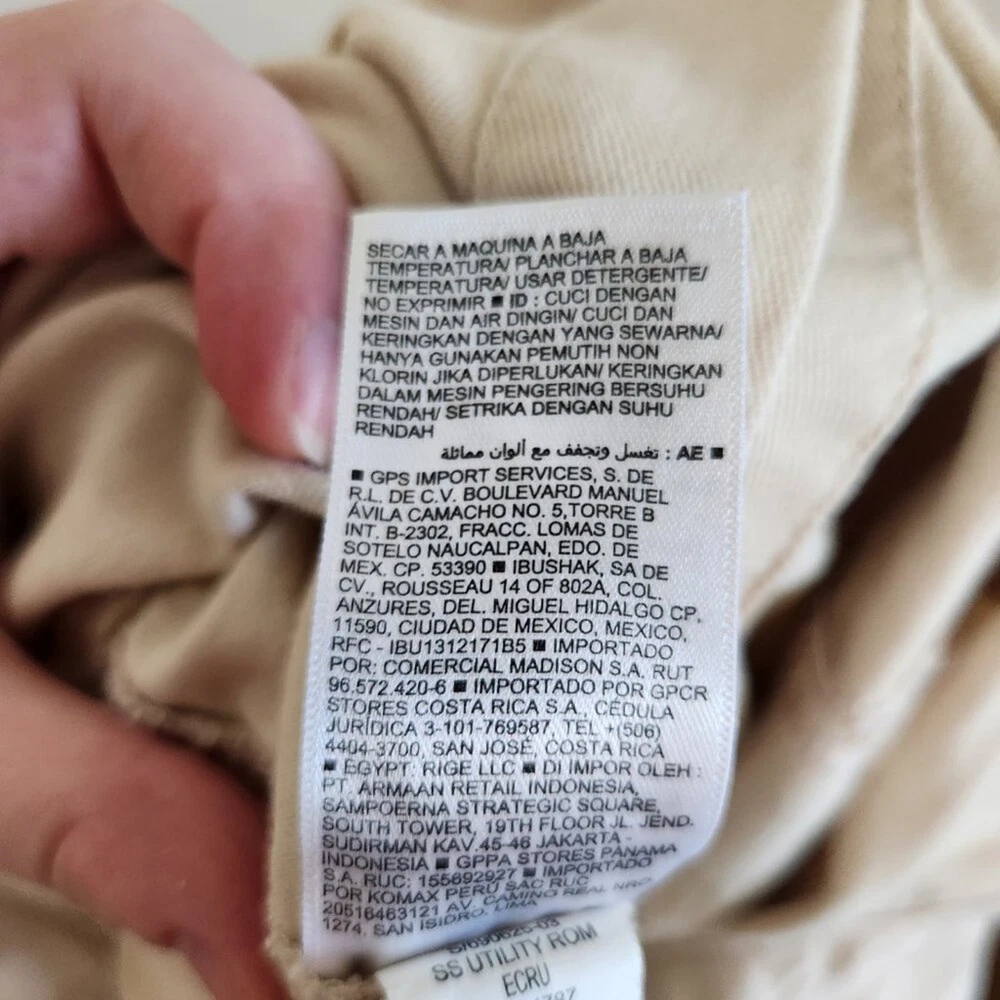 SECAR A MAQUINA A BAJA
TEMPERATURA/ PLANCHAR A BAJA
TEMPERATURA/ USAR DETERGENTE/
NO EXPRIMIR ■ ID : CUCI DENGAN
MESIN DAN AIR DINGIN/ CUCI DAN
KERINGKAN DENGAN YANG SEWARNA/
HANYA GUNAKAN PEMUTIH NON
KLORIN JIKA DIPERLUKAN/ KERINGKAN
DALAM MESIN PENGERING BERSUHU
RENDAH/ SETRIKA DENGAN SUHU
RENDAH
■ AE : تغسل وتجفف مع ألوان مماثلة
■ GPS IMPORT SERVICES, S. DE
R.L. DE C.V. BOULEVARD MANUEL
ÁVILA CAMACHO NO. 5,TORRE B
INT. B-2302, FRACC. LOMAS DE
SOTELO NAUCALPAN, EDO. DE
MEX. CP. 53390 ■ IBUSHAK, SA DE
CV., ROUSSEAU 14 OF 802A, COL.
ANZURES, DEL. MIGUEL HIDALGO CP,
11590, CIUDAD DE MEXICO, MEXICO,
RFC - IBU1312171B5 ■ IMPORTADO
POR: COMERCIAL MADISON S.A. RUT
96.572.420-6 ■ IMPORTADO POR GPCR
STORES COSTA RICA S.A., CÉDULA
JURÍDICA 3-101-769587, TEL +(506)
4404-3700, SAN JOSÉ, COSTA RICA
■ EGYPT: RIGE LLC ■ DI IMPOR OLEH :
PT. ARMAAN RETAIL INDONESIA,
SAMPOERNA STRATEGIC SQUARE,
SOUTH TOWER, 19TH FLOOR JL. JEND.
SUDIRMAN KAV.45-46 JAKARTA -
INDONESIA ■ GPPA STORES PANAMA
S.A. RUC: 155692927 ■ IMPORTADO
POR KOMAX PERÚ SAC RUC
20516463121 AV. CAMINO REAL NRO.
1274, SAN ISIDRO, LIMA
SS UTILITY ROM
ECRU